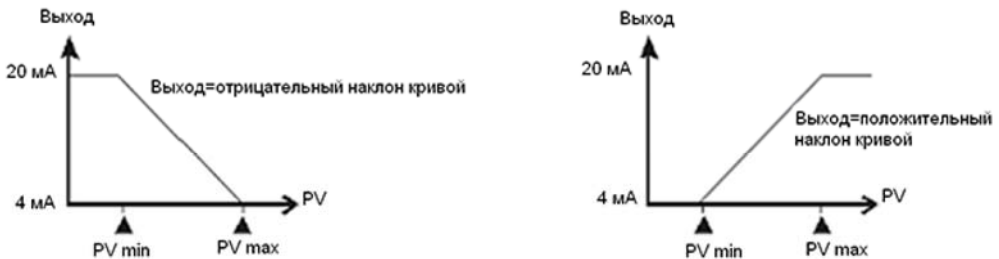 Выход
20 мА
Выход=отрицательный наклон кривой
4 мА
PV
PV min
PV max
Выход
20 мА
Выход=положительный
наклон кривой
4 мА
PV
PV min
PV max